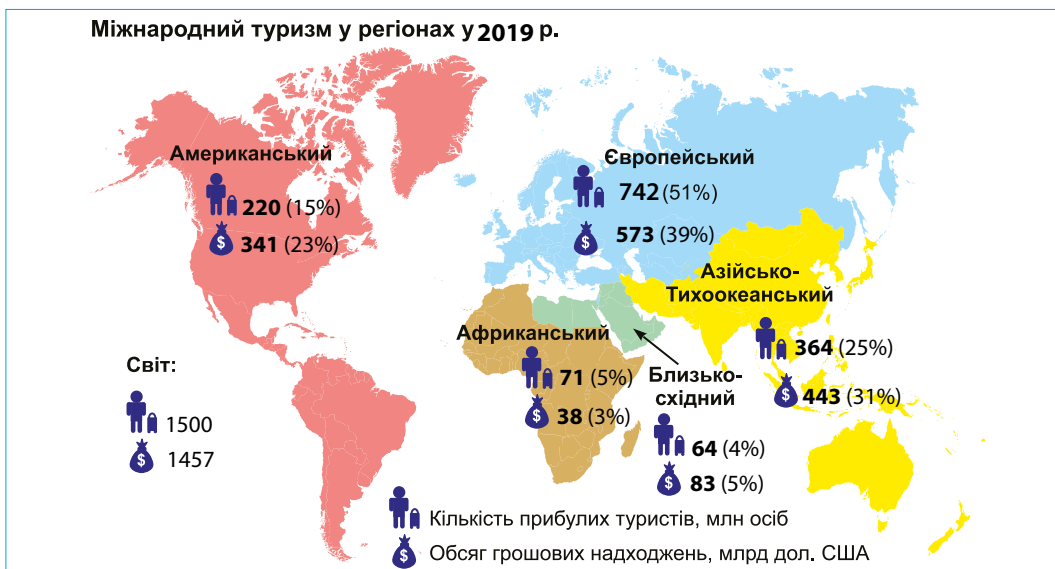 Міжнародний туризм у регіонах у 2019 р.
Американський
220 (15%)
$ 341 (23%)
Європейський
742 (51%)
$ 573 (39%)
Азійсько-
Тихоокеанський
364 (25%)
$ 443 (31%)
Африканський
71 (5%)
$ 38 (3%)
Близько-
східний
64 (4%)
$ 83 (5%)
Світ:
1500
$ 1457
Кількість прибулих туристів, млн осіб
$ Обсяг грошових надходжень, млрд дол. США